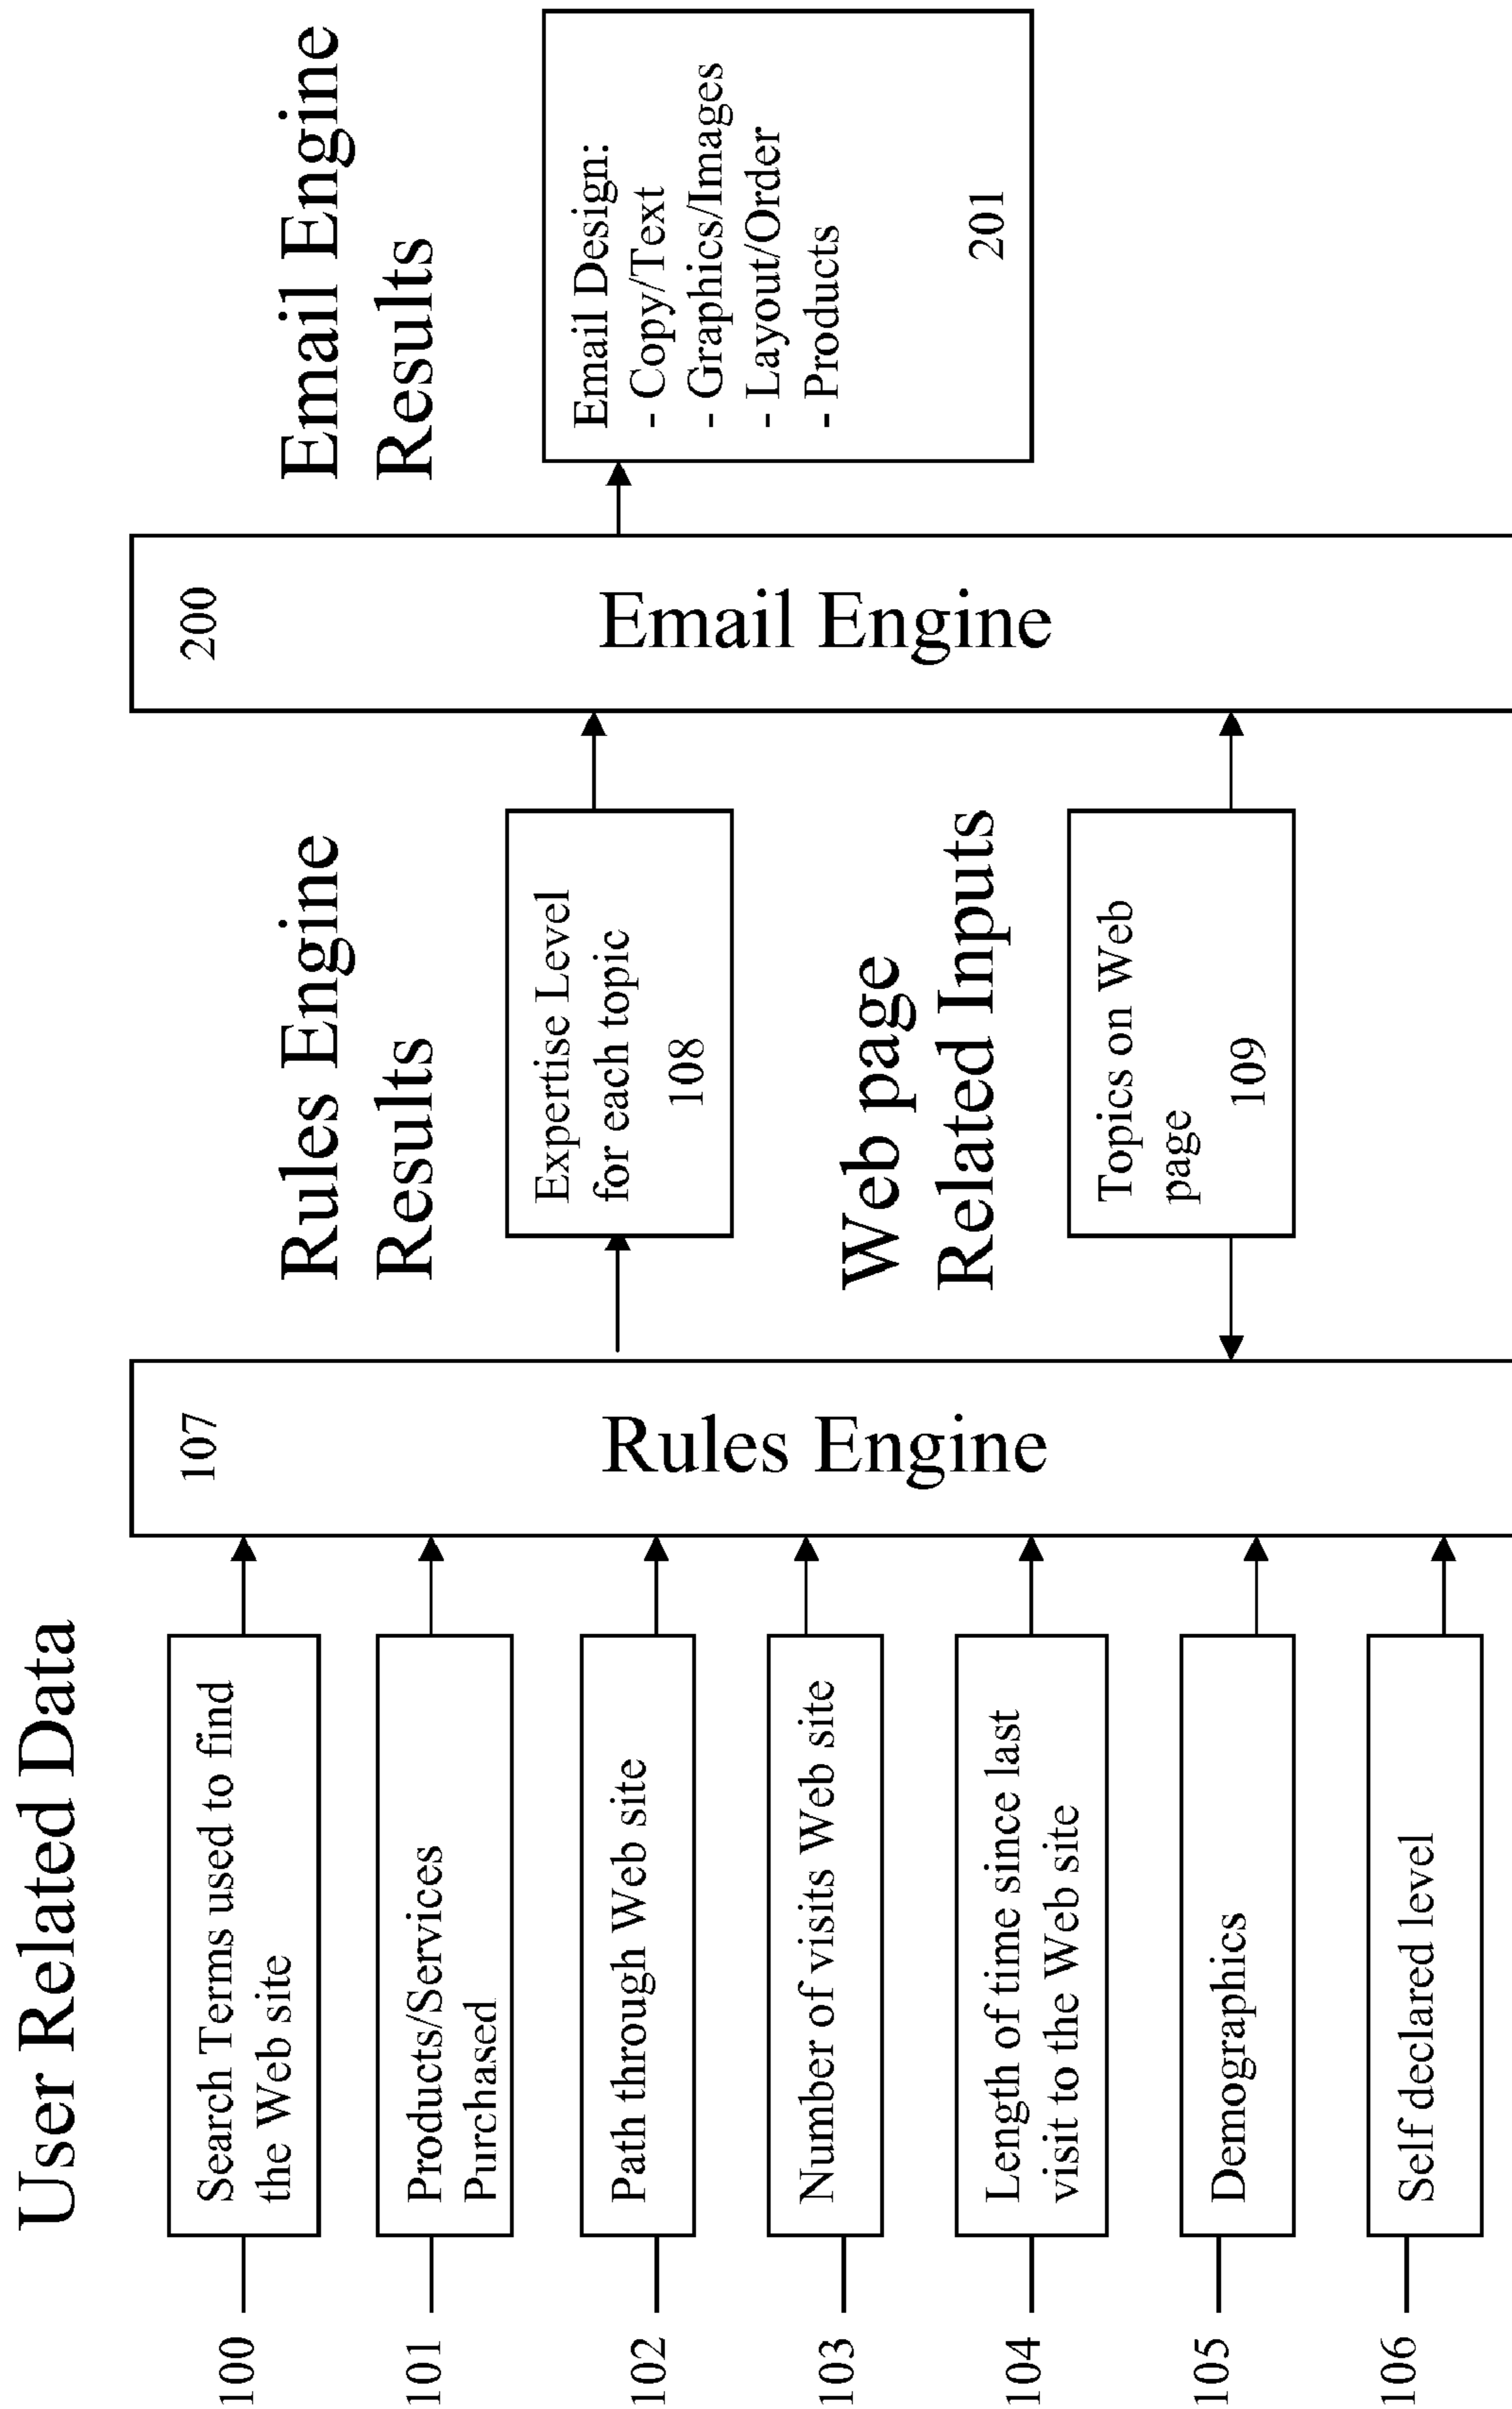 User Related Data
100
Search Terms used to find
the Web site
101
Products/Services
Purchased
102
Path through Web site
103
Number of visits Web site
104
Length of time since last
visit to the Web site
105
Demographics
106
Self declared level
107
Rules Engine
Rules Engine
Results
Expertise Level
for each topic
108
Web page
Related Inputs
Topics on Web
page
109
200
Email Engine
Email Engine
Results
Email Design:
- Copy/Text
- Graphics/Images
- Layout/Order
- Products
201